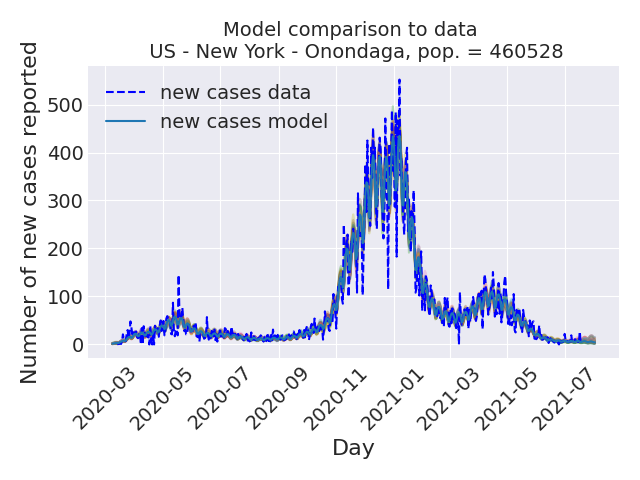 Model comparison to data
US - New York - Onondaga, pop. = 460528
Number of new cases reported
500
400
300
200
100
0
new cases data
new cases model
2020-03
2020-05
2020-07
2020-09
2020-11
2021-01
2021-03
2021-05
2021-07
Day